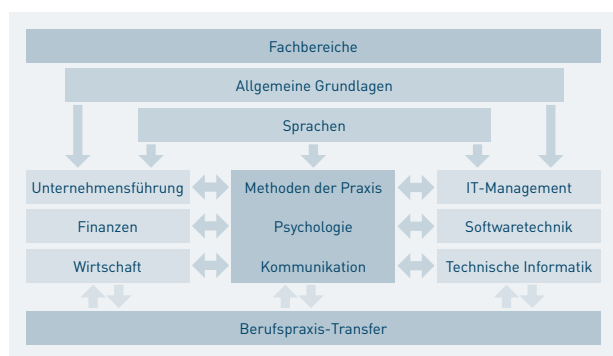 Fachbereiche
Allgemeine Grundlagen
Sprachen
Unternehmensführung
Methoden der Praxis
IT-Management
Finanzen
Psychologie
Softwaretechnik
Wirtschaft
Kommunikation
Technische Informatik
Berufspraxis-Transfer